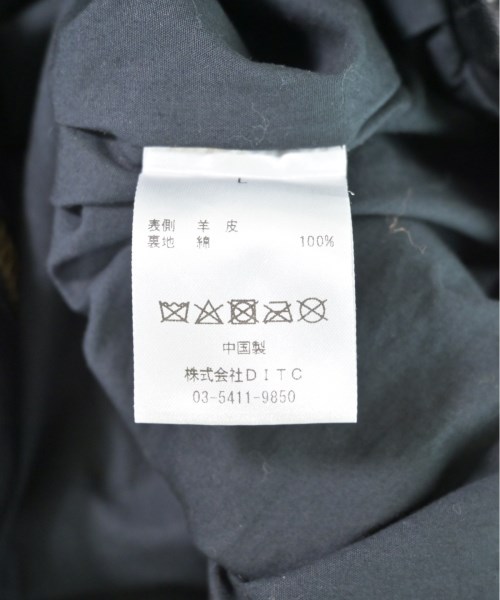 L
表側 羊 皮
裏地 綿 100%
中国製
株式会社DITC
03-5411-9850